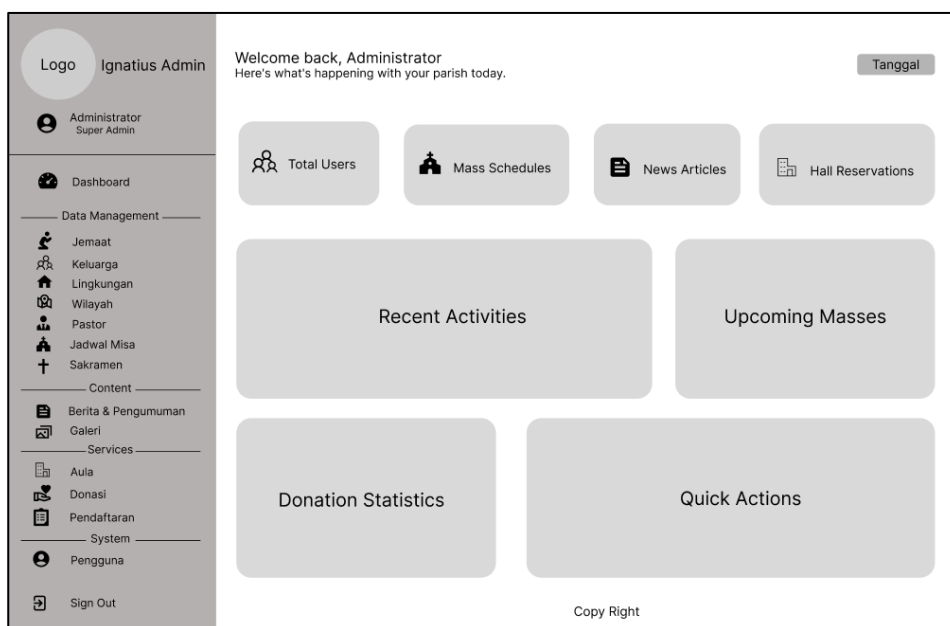 Logo
Ignatius Admin
Administrator
Super Admin
Dashboard
Data Management
Jemaat
Keluarga
Lingkungan
Wilayah
Pastor
Jadwal Misa
Sakramen
Content
Berita & Pengumuman
Galeri
Services
Aula
Donasi
Pendaftaran
System
Pengguna
Sign Out
Welcome back, Administrator
Here's what's happening with your parish today.
Tanggal
Total Users
Mass Schedules
News Articles
Hall Reservations
Recent Activities
Upcoming Masses
Donation Statistics
Quick Actions
Copy Right